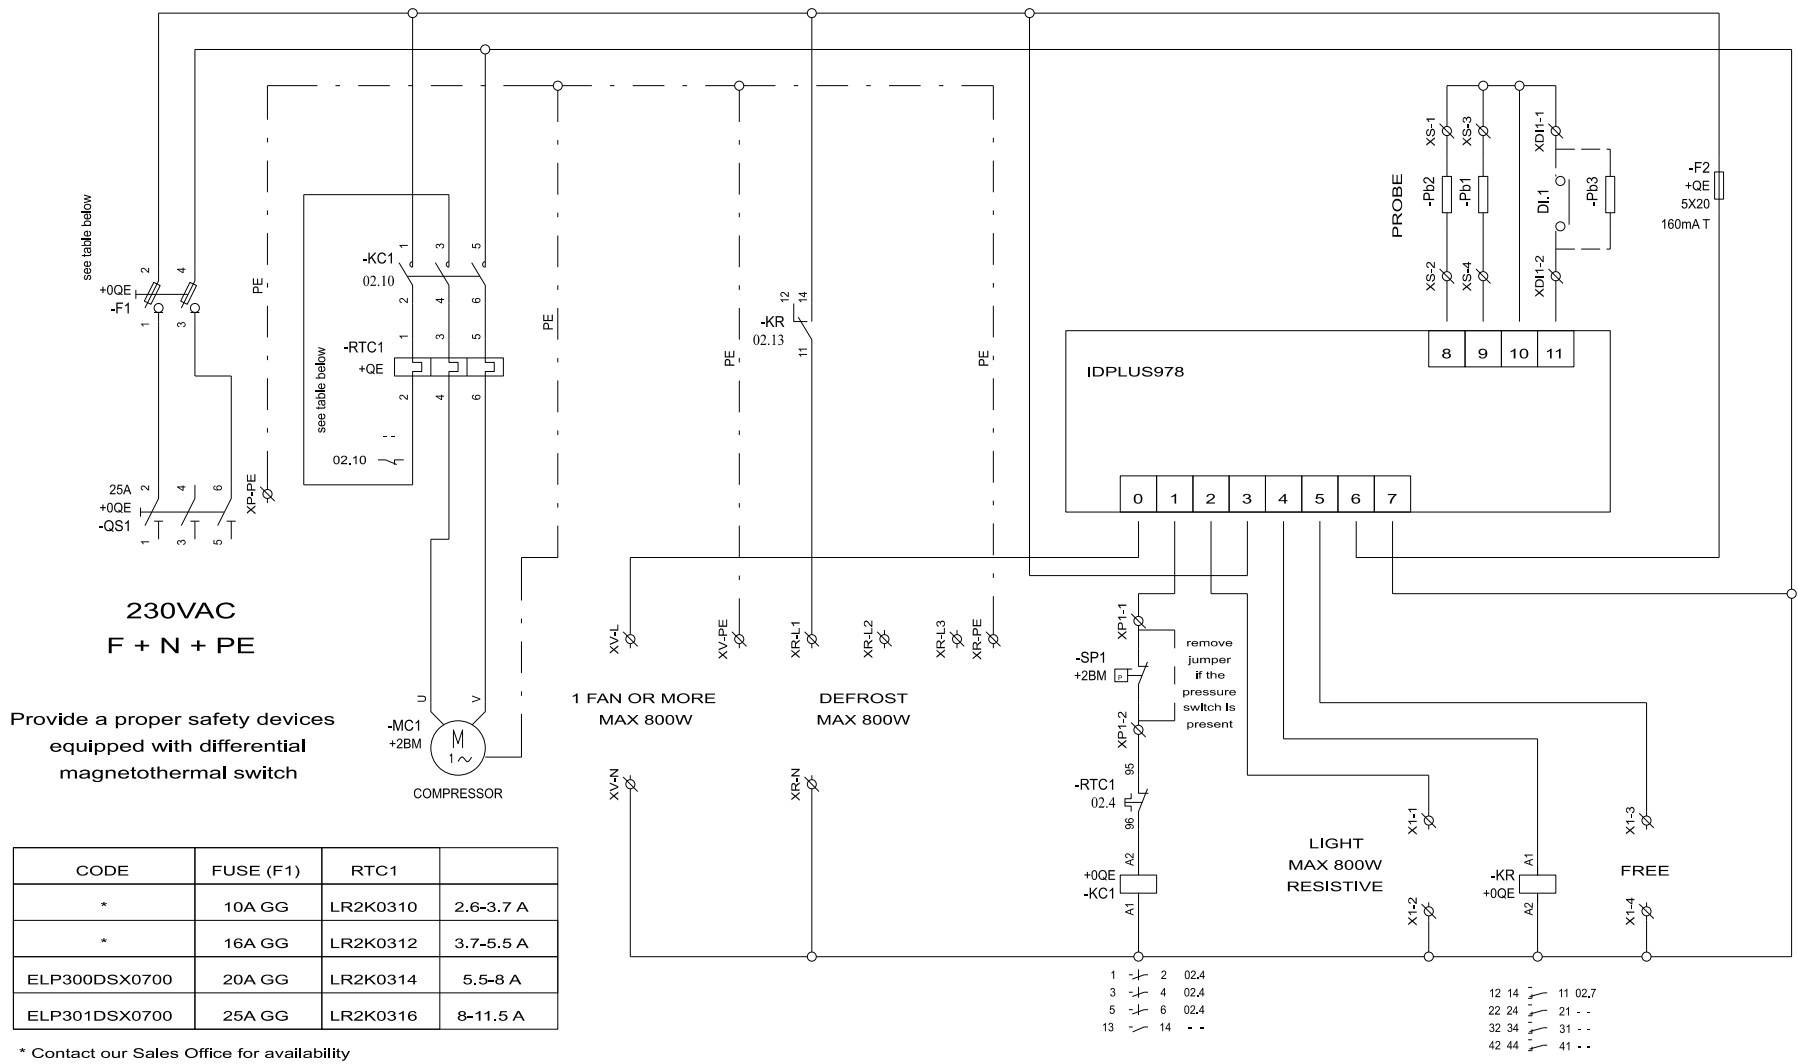 see table below
2
4
+0QE
-F1
1
3
25A
2
4
6
+0QE
-QS1
1
3
5
230VAC
F + N + PE
Provide a proper safety devices
equipped with differential
magnetothermal switch
PE
XP-PE
-KC1
02.10
1
3
5
2
4
6
-RTC1
+QE
1
3
5
2
4
6
see table below
- -
02.10
U
V
-MC1
+2BM
M
1~
COMPRESSOR
PE
PE
PE
12
14
-KR
02.13
11
XV-L
XV-PE
XR-L1
XR-L2
XR-L3
XR-PE
1 FAN OR MORE
MAX 800W
DEFROST
MAX 800W
XV-N
XR-N
PROBE
XS-1
XS-3
XDI1-1
-Pb2
-Pb1
DI.1
-Pb3
XS-2
XS-4
XDI1-2
-F2
+QE
5X20
160mA T
IDPLUS978
8
9
10
11
0
1
2
3
4
5
6
7
XP1-1
-SP1
+2BM
P
XP1-2
remove
jumper
if the
pressure
switch is
present
95
-RTC1
02.4
96
A2
+0QE
-KC1
A1
LIGHT
MAX 800W
RESISTIVE
X1-1
X1-2
A1
-KR
+0QE
A2
X1-3
FREE
X1-4
1 2 02.4
3 4 02.4
5 6 02.4
13 14 - -
12 14 11 02.7
22 24 21 - -
32 34 31 - -
42 44 41 - -
CODE FUSE (F1) RTC1
* 10A GG LR2K0310 2.6-3.7 A
* 16A GG LR2K0312 3.7-5.5 A
ELP300DSX0700 20A GG LR2K0314 5.5-8 A
ELP301DSX0700 25A GG LR2K0316 8-11.5 A
* Contact our Sales Office for availability